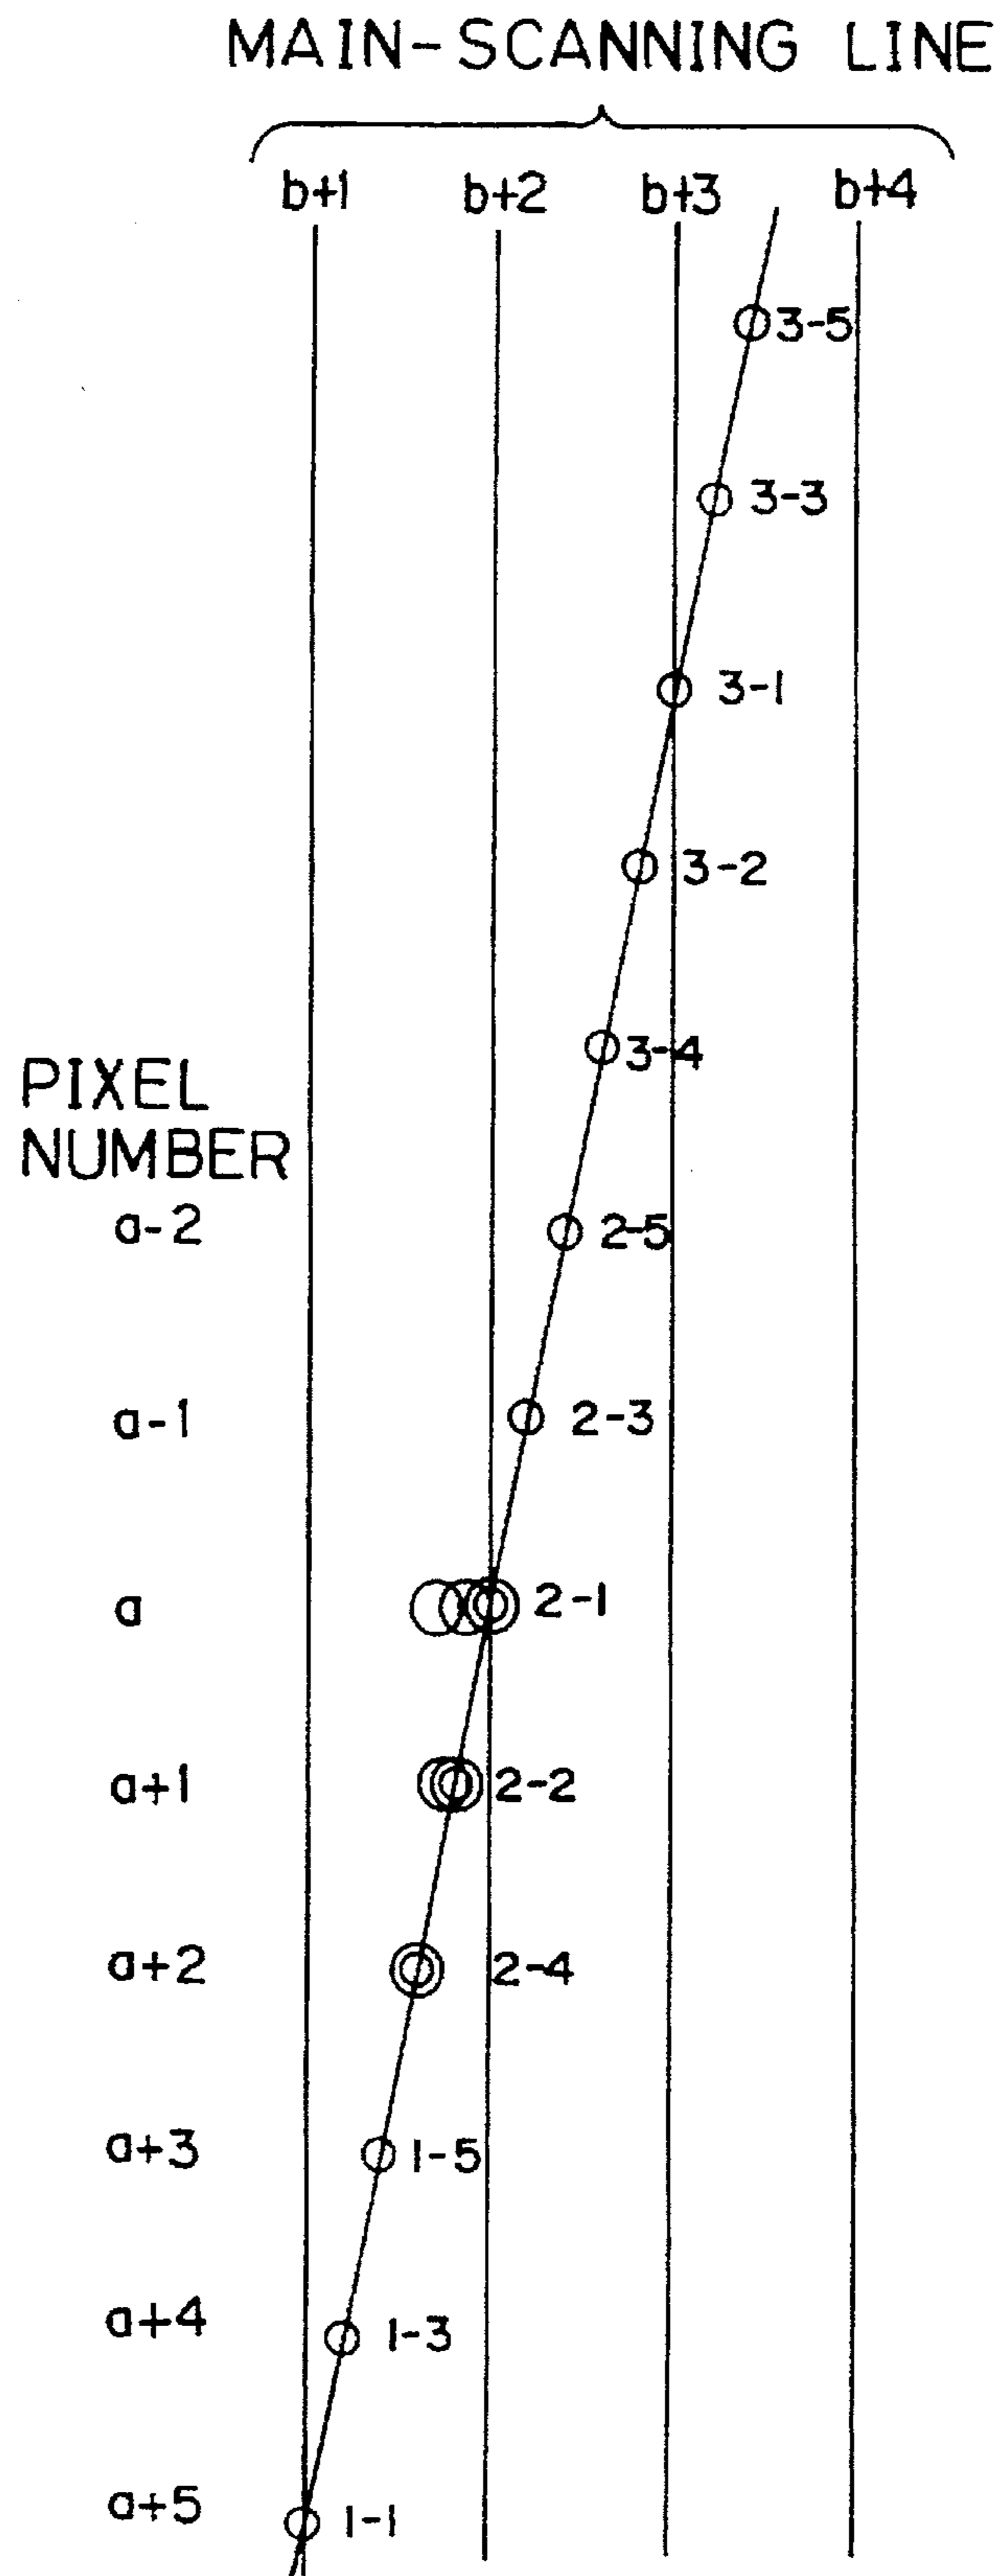 MAIN-SCANNING LINE
b+1 b+2 b+3 b+4
3-5
3-3
3-1
3-2
3-4
PIXEL
NUMBER
a-2 2-5
a-1 2-3
a 2-1
a+1 2-2
a+2 2-4
a+3 1-5
a+4 1-3
a+5 1-1